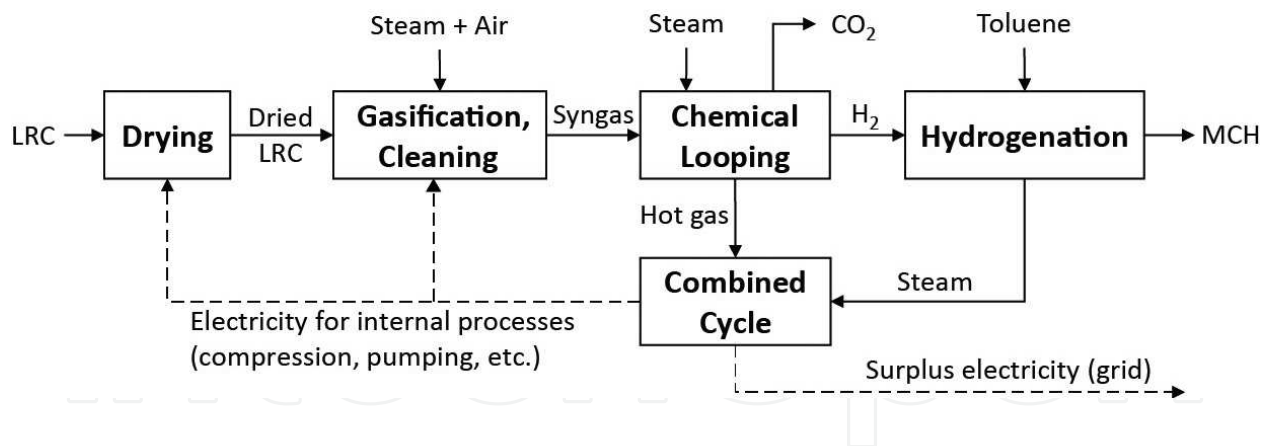 Steam + Air
Steam
CO₂
Toluene
LRC
Drying
Dried
LRC
Gasification,
Cleaning
Syngas
Chemical
Looping
H₂
Hydrogenation
MCH
Hot gas
Combined
Cycle
Steam
Electricity for internal processes
(compression, pumping, etc.)
Surplus electricity (grid)